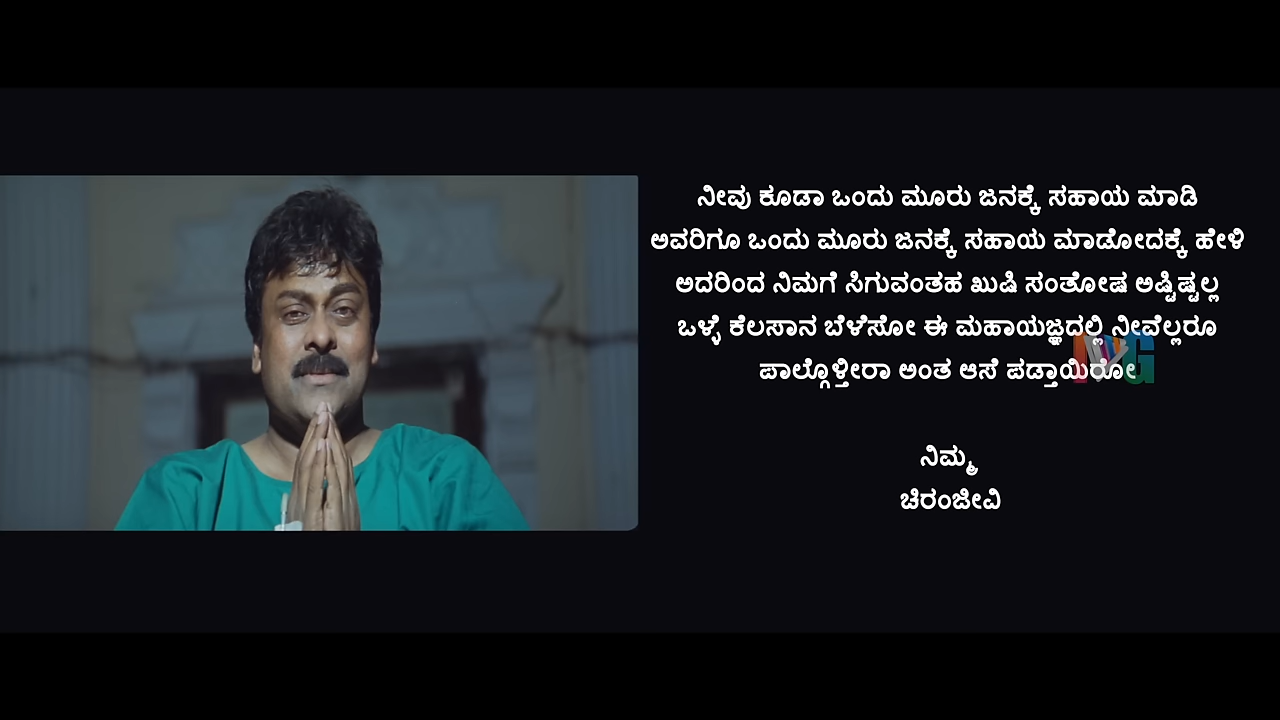 ನೀವು ಕೂಡಾ ಒಂದು ಮೂರು ಜನಕ್ಕೆ ಸಹಾಯ ಮಾಡಿ
ಅವರಿಗೂ ಒಂದು ಮೂರು ಜನಕ್ಕೆ ಸಹಾಯ ಮಾಡೋದಕ್ಕೆ ಹೇಳಿ
ಅದರಿಂದ ನಿಮಗೆ ಸಿಗುವಂತಹ ಖುಷಿ ಸಂತೋಷ ಅಷ್ಟಿಷ್ಟಲ್ಲ
ಒಳ್ಳೆ ಕೆಲಸಾನ ಬೆಳೆಸೋ ಈ ಮಹಾಯಜ್ಞದಲ್ಲಿ ನೀವೆಲ್ಲರೂ
ಪಾಲ್ಗೊಳ್ತೀರಾ ಅಂತ ಆಸೆ ಪಡ್ತಾಯಿರೋ
MG
ನಿಮ್ಮ
ಚಿರಂಜೀವಿ